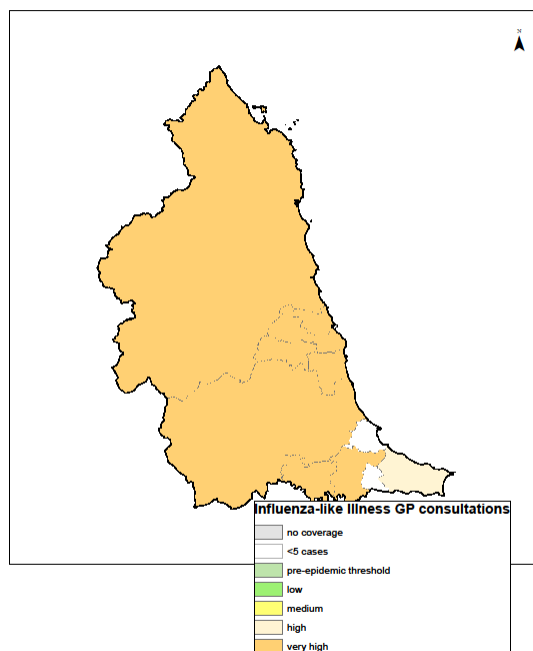 N
Influenza-like Illness GP consultations
no coverage
<5 cases
pre-epidemic threshold
low
medium
high
very high